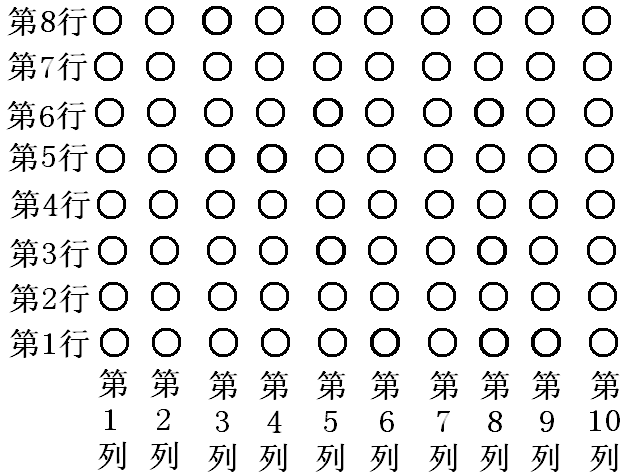 第8行
第7行
第6行
第5行
第4行
第3行
第2行
第1行
第1列
第2列
第3列
第4列
第5列
第6列
第7列
第8列
第9列
第10列